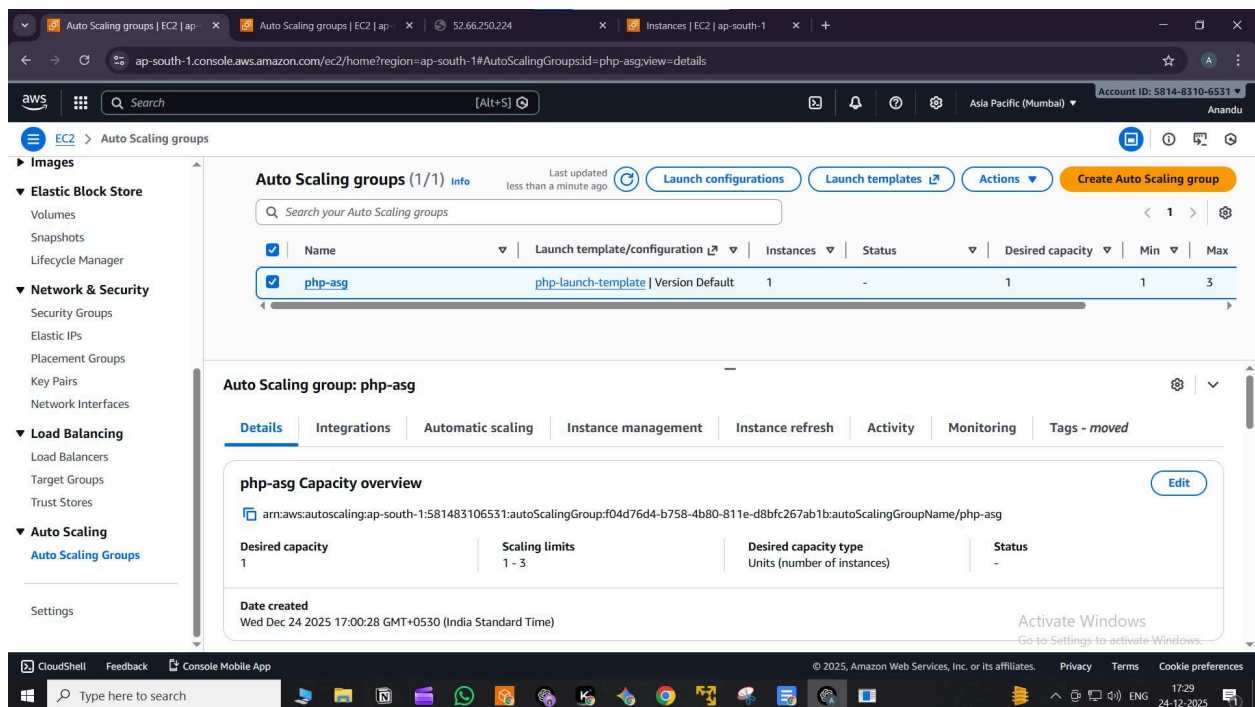 Auto Scaling groups | EC2 | ap-
Auto Scaling groups | EC2 | ap-
52.66.250.224
Instances | EC2 | ap-south-1
ap-south-1.console.aws.amazon.com/ec2/home?region=ap-south-1#AutoScalingGroups:id=php-asg;view=details
A
aws
Search
[Alt+S]
Asia Pacific (Mumbai)
Account ID: 5814-8310-6531
Anandu
EC2 > Auto Scaling groups
Images
Elastic Block Store
Volumes
Snapshots
Lifecycle Manager
Network & Security
Security Groups
Elastic IPs
Placement Groups
Key Pairs
Network Interfaces
Load Balancing
Load Balancers
Target Groups
Trust Stores
Auto Scaling
Auto Scaling Groups
Settings
Auto Scaling groups (1/1) Info
Last updated
less than a minute ago
Launch configurations
Launch templates
Actions
Create Auto Scaling group
Search your Auto Scaling groups
1
Name Launch template/configuration Instances Status Desired capacity Min Max
php-asg php-launch-template | Version Default 1 - 1 1 3
Auto Scaling group: php-asg
Details Integrations Automatic scaling Instance management Instance refresh Activity Monitoring Tags - moved
php-asg Capacity overview
Edit
arn:aws:autoscaling:ap-south-1:581483106531:autoScalingGroup:f04d76d4-b758-4b80-811e-d8bfc267ab1b:autoScalingGroupName/php-asg
Desired capacity Scaling limits Desired capacity type Status
1 1 - 3 Units (number of instances) -
Date created
Wed Dec 24 2025 17:00:28 GMT+0530 (India Standard Time)
Activate Windows
Go to Settings to activate Windows.
CloudShell Feedback Console Mobile App
© 2025, Amazon Web Services, Inc. or its affiliates. Privacy Terms Cookie preferences
Type here to search
ENG
17:29
24-12-2025